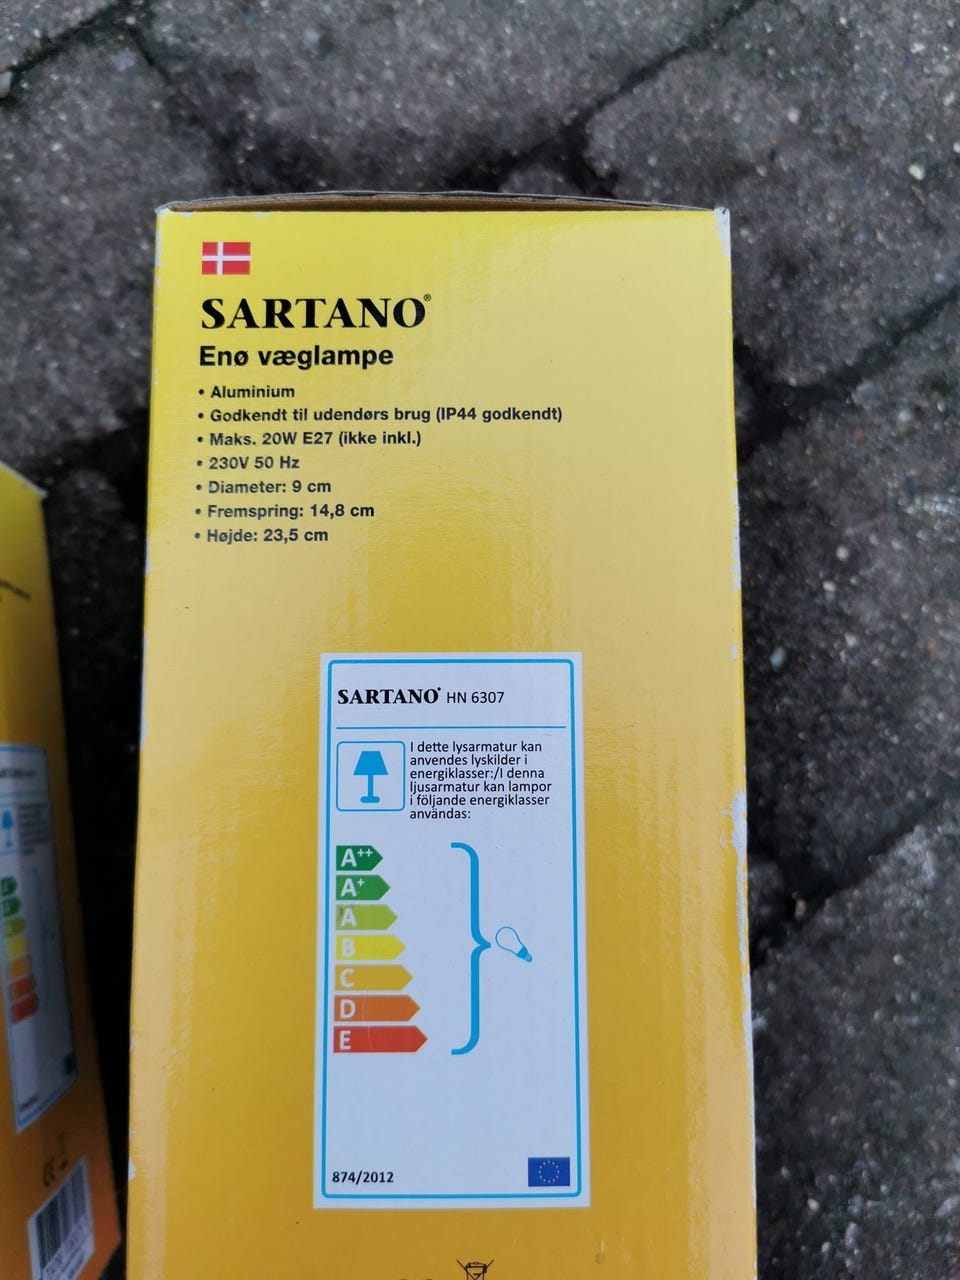 SARTANO®
Enø væglampe
• Aluminium
• Godkendt til udendørs brug (IP44 godkendt)
• Maks. 20W E27 (ikke inkl.)
• 230V 50 Hz
• Diameter: 9 cm
• Fremspring: 14,8 cm
• Højde: 23,5 cm
SARTANO® HN 6307
I dette lysarmatur kan
anvendes lyskilder i
energiklasser:/I denna
ljusarmatur kan lampor
i följande energiklasser
användas:
A++
A+
A
B
C
D
E
874/2012